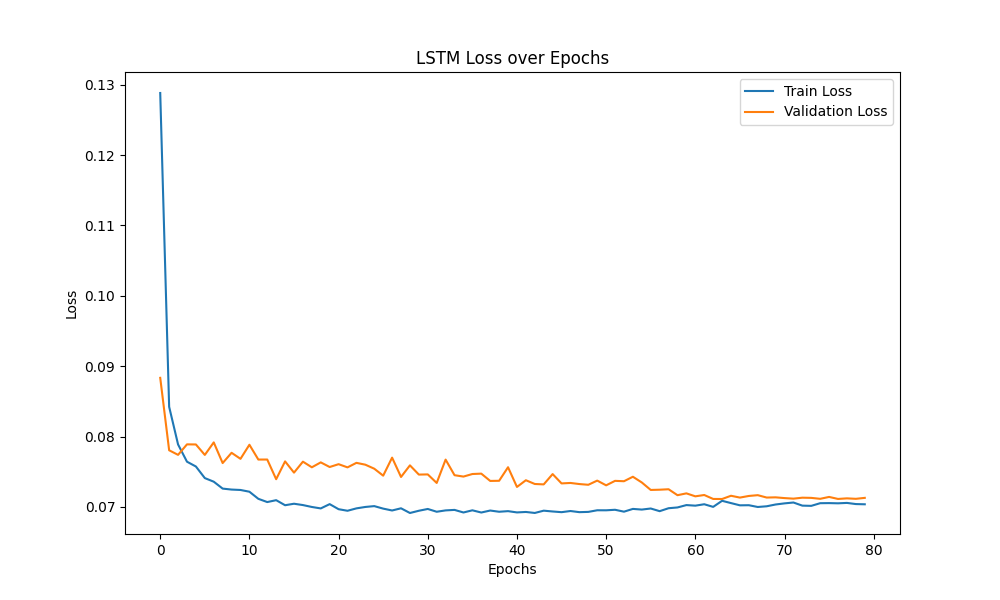 LSTM Loss over Epochs
Train Loss
Validation Loss
0.13
0.12
0.11
0.10
0.09
0.08
0.07
Loss
0 10 20 30 40 50 60 70 80
Epochs